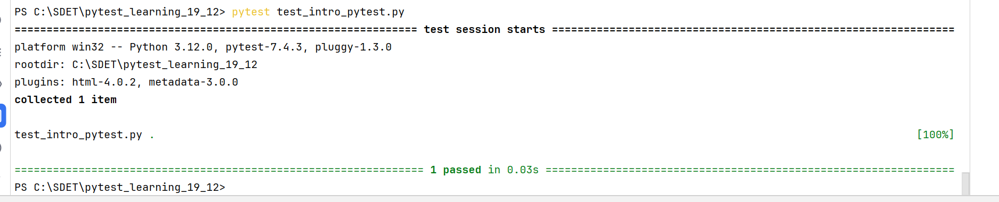 PS C:\SDET\pytest_learning_19_12> pytest test_intro_pytest.py
=============================================================== test session starts ===============================================================
platform win32 -- Python 3.12.0, pytest-7.4.3, pluggy-1.3.0
rootdir: C:\SDET\pytest_learning_19_12
plugins: html-4.0.2, metadata-3.0.0
collected 1 item
test_intro_pytest.py . [100%]
================================================================ 1 passed in 0.03s ================================================================
PS C:\SDET\pytest_learning_19_12>